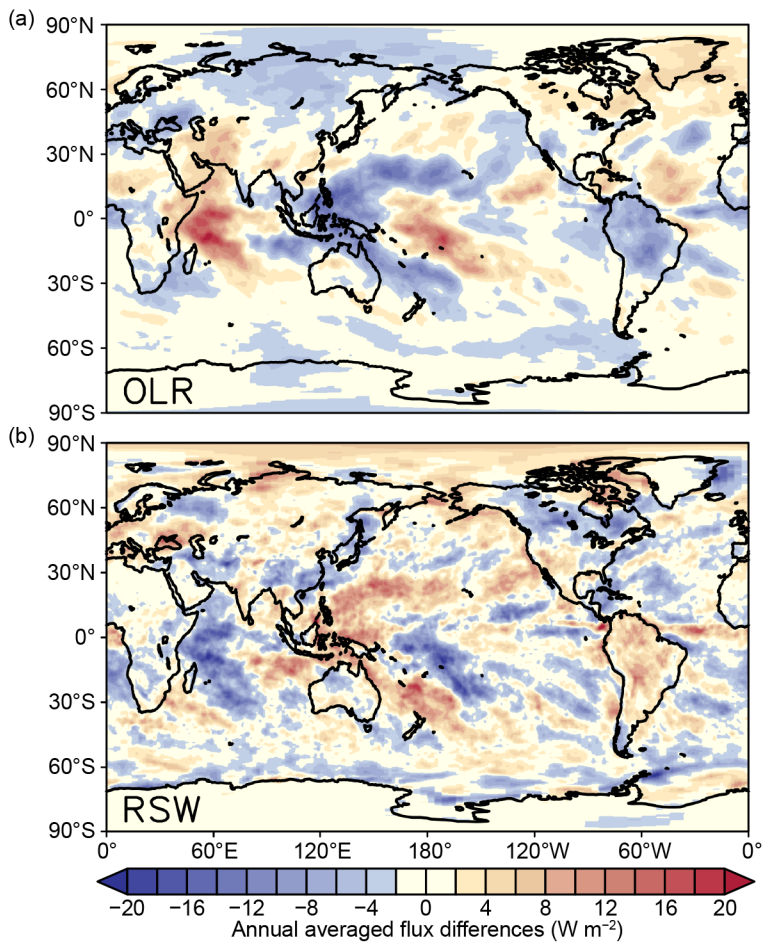 (a)
90°N
60°N
30°N
0°
30°S
60°S
90°S
OLR
(b)
90°N
60°N
30°N
0°
30°S
60°S
90°S
RSW
0° 60°E 120°E 180° 120°W 60°W 0°
−20 −16 −12 −8 −4 0 4 8 12 16 20
Annual averaged flux differences (W m⁻²)